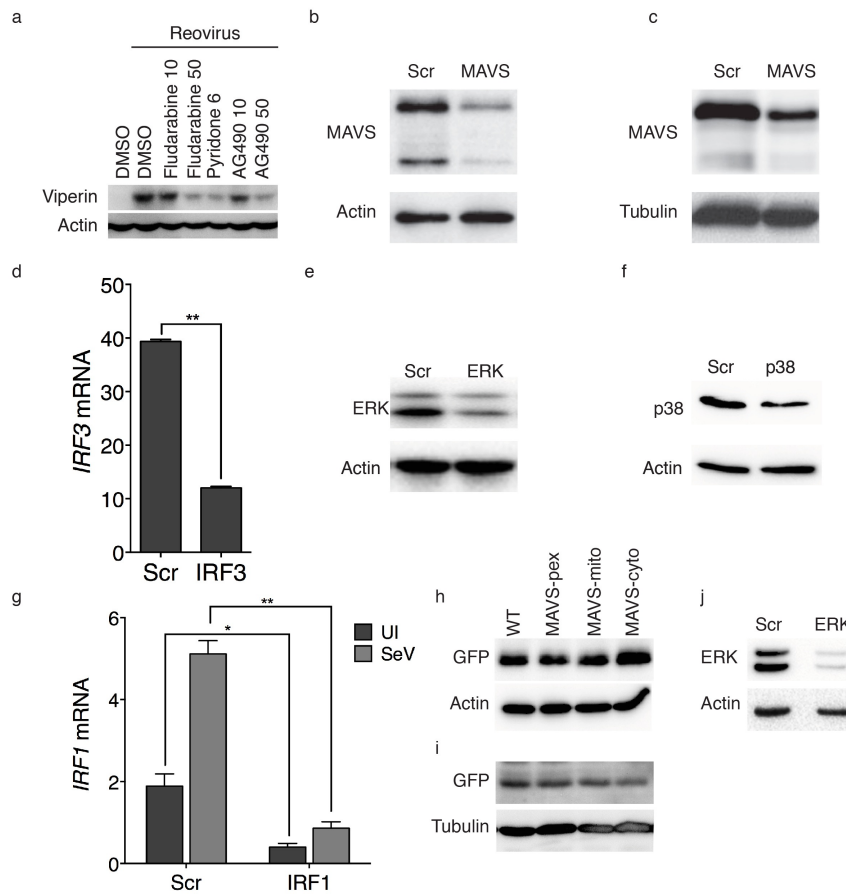 a
Reovirus
DMSO
DMSO
Fludarabine 10
Fludarabine 50
Pyridone 6
AG490 10
AG490 50
Viperin
Actin
b
Scr MAVS
MAVS
Actin
c
Scr MAVS
MAVS
Tubulin
d
IRF3 mRNA
50
40
30
20
10
0
**
Scr IRF3
e
Scr ERK
ERK
Actin
f
Scr p38
p38
Actin
g
IRF1 mRNA
6
4
2
0
*
**
UI
SeV
Scr IRF1
h
WT
MAVS-pex
MAVS-mito
MAVS-cyto
GFP
Actin
i
GFP
Tubulin
j
Scr ERK
ERK
Actin